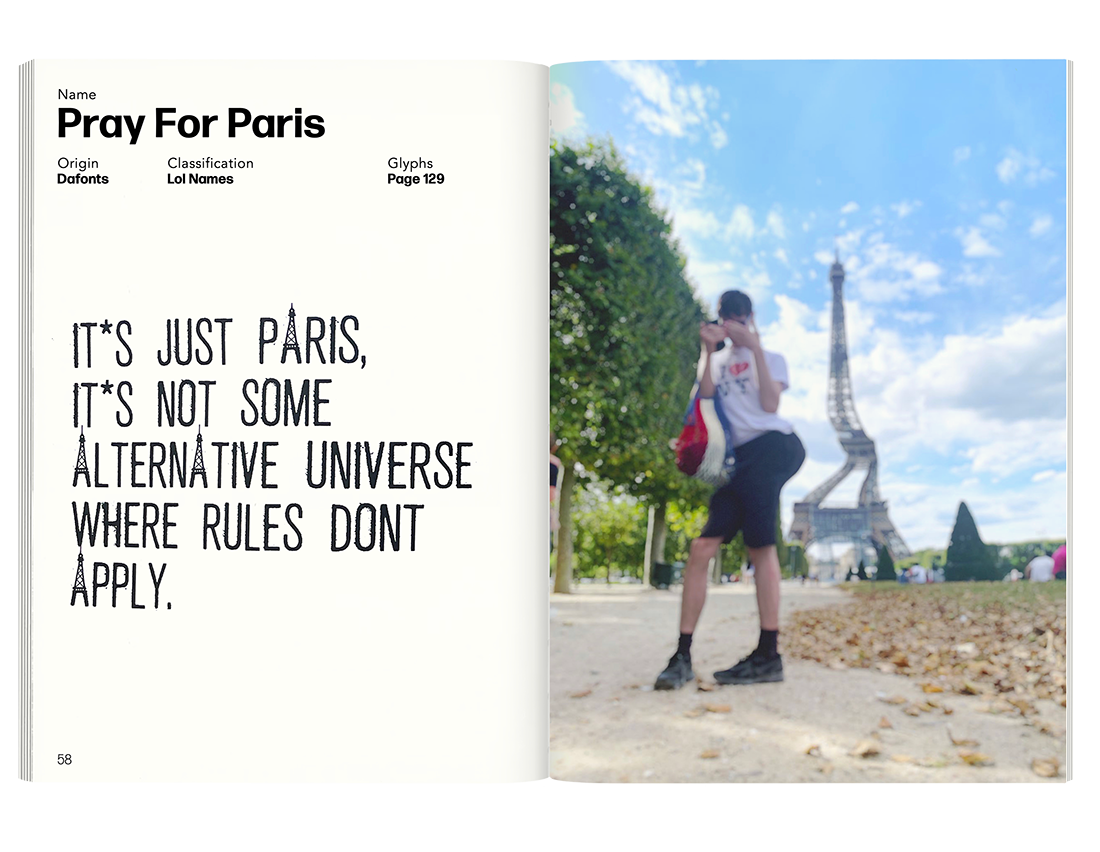 Name
Pray For Paris
Origin Classification Glyphs
Dafonts Lol Names Page 129
IT*S JUST PARIS,
IT*S NOT SOME
ALTERNATIVE UNIVERSE
WHERE RULES DONT
APPLY.
58